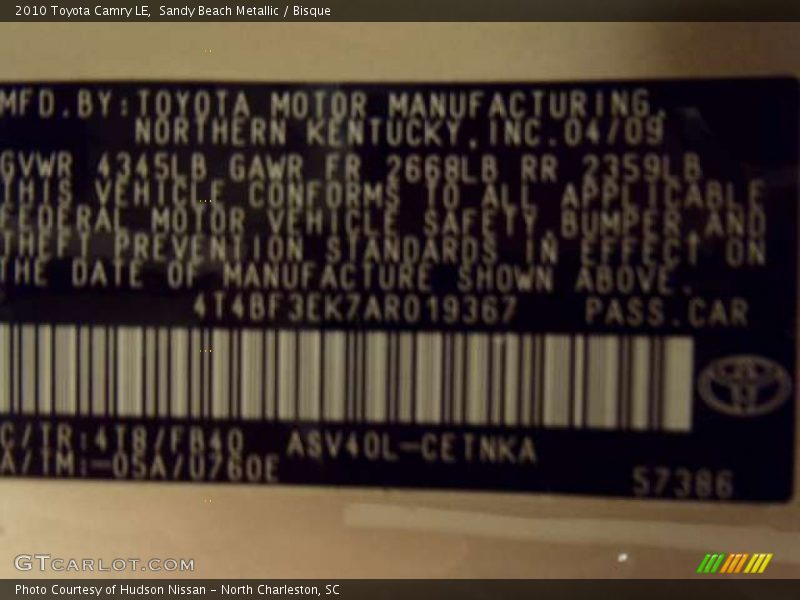 2010 Toyota Camry LE,  Sandy Beach Metallic / Bisque
MFD.BY:TOYOTA MOTOR MANUFACTURING,
NORTHERN KENTUCKY,INC.04/09
GVWR 4345LB GAWR FR 2668LB RR 2359LB
THIS VEHICLE CONFORMS TO ALL APPLICABLE
FEDERAL MOTOR VEHICLE SAFETY,BUMPER,AND
THEFT PREVENTION STANDARDS IN EFFECT ON
THE DATE OF MANUFACTURE SHOWN ABOVE.
4T4BF3EK7AR019367 PASS.CAR
C/TR:4T8/FB40 ASV40L-CETNKA
A/TM:-05A/U760E
57386
GTCARLOT.COM
Photo Courtesy of Hudson Nissan - North Charleston, SC